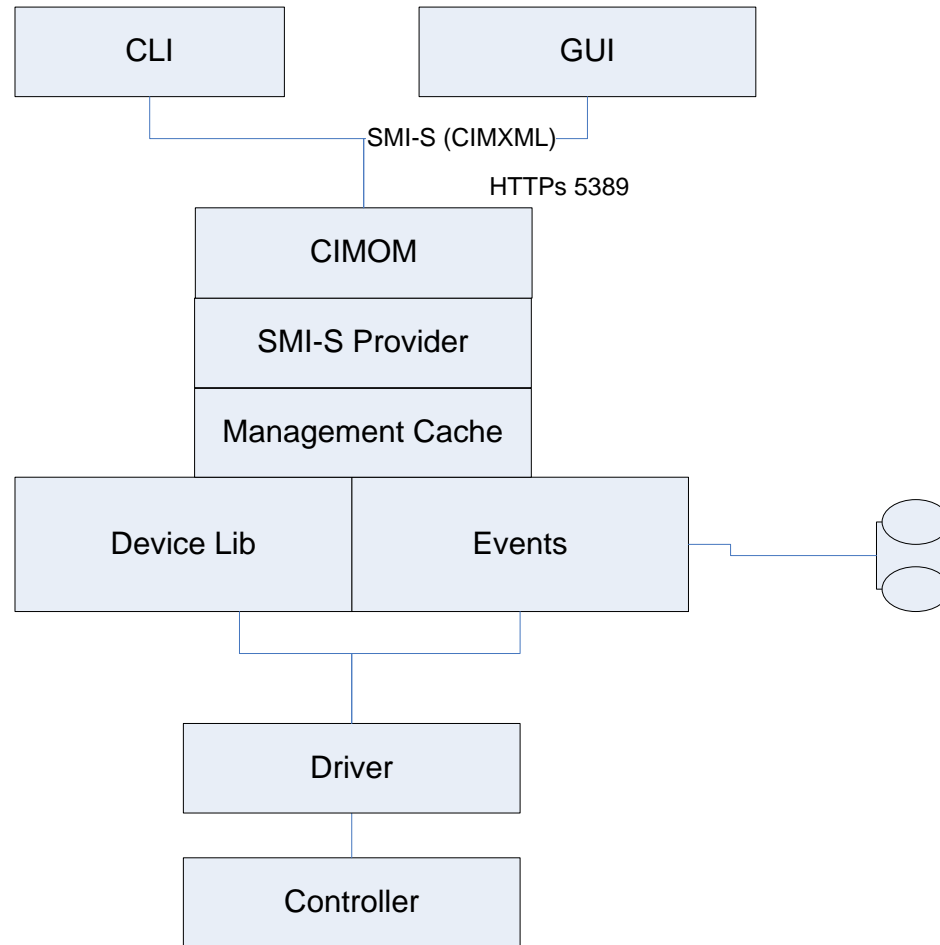 CLI
GUI
SMI-S (CIMXML)
HTTPs 5389
CIMOM
SMI-S Provider
Management Cache
Device Lib
Events
Driver
Controller